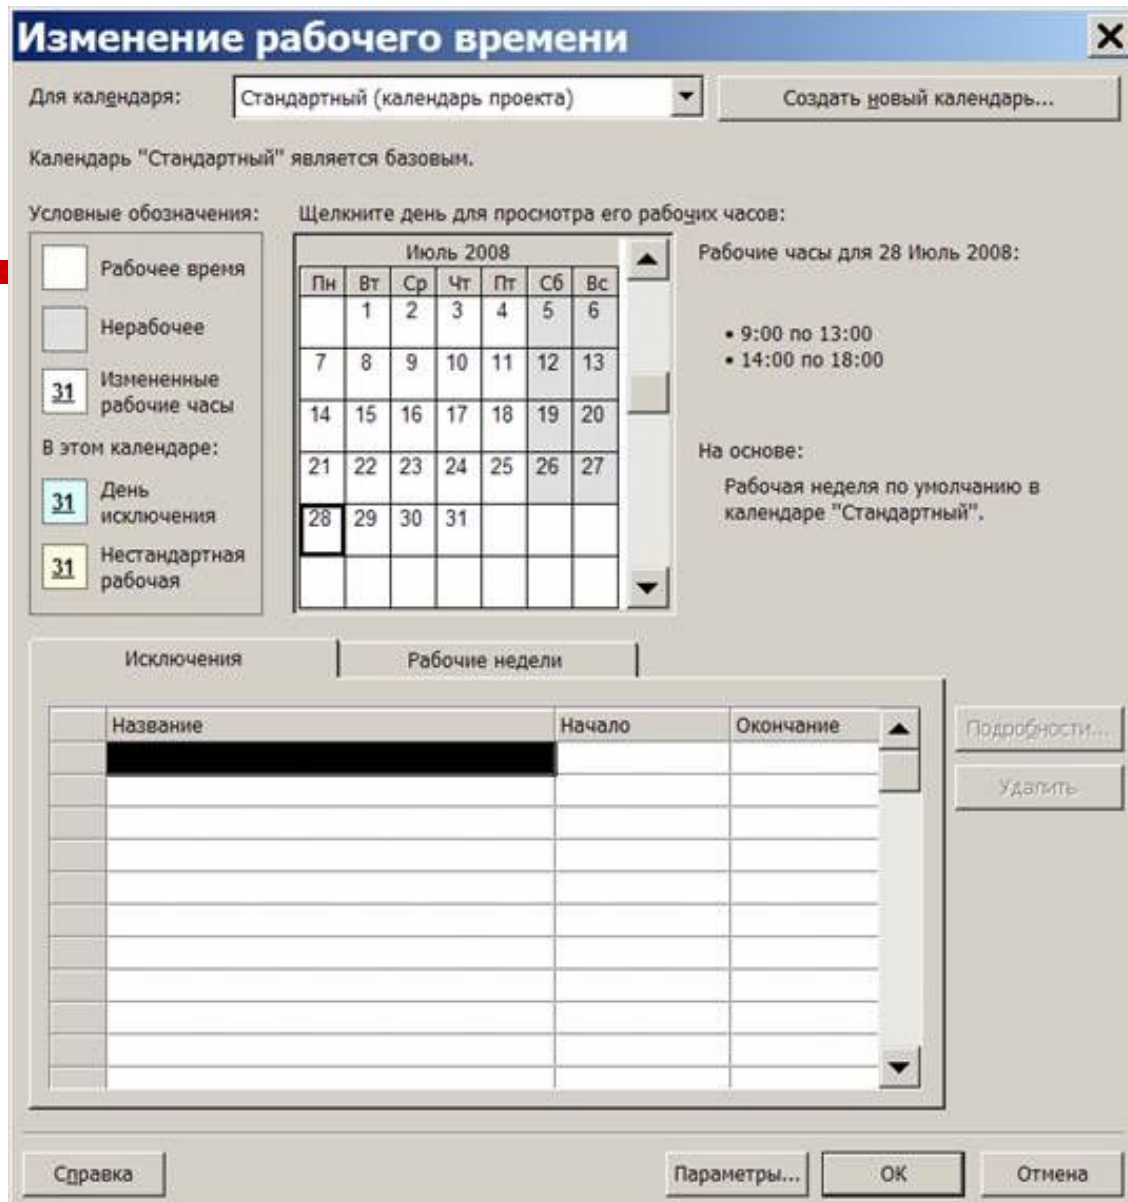 Изменение рабочего времени
Для календаря:
Стандартный (календарь проекта)
Создать новый календарь...
Календарь "Стандартный" является базовым.
Условные обозначения:
Рабочее время
Нерабочее
31 Измененные
рабочие часы
В этом календаре:
31 День
исключения
31 Нестандартная
рабочая
Щелкните день для просмотра его рабочих часов:
Июль 2008
Пн Вт Ср Чт Пт Сб Вс
1 2 3 4 5 6
7 8 9 10 11 12 13
14 15 16 17 18 19 20
21 22 23 24 25 26 27
28 29 30 31
Рабочие часы для 28 Июль 2008:
• 9:00 по 13:00
• 14:00 по 18:00
На основе:
Рабочая неделя по умолчанию в
календаре "Стандартный".
Исключения
Рабочие недели
Название Начало Окончание
Подробности...
Удалить
Справка
Параметры...
ОК
Отмена